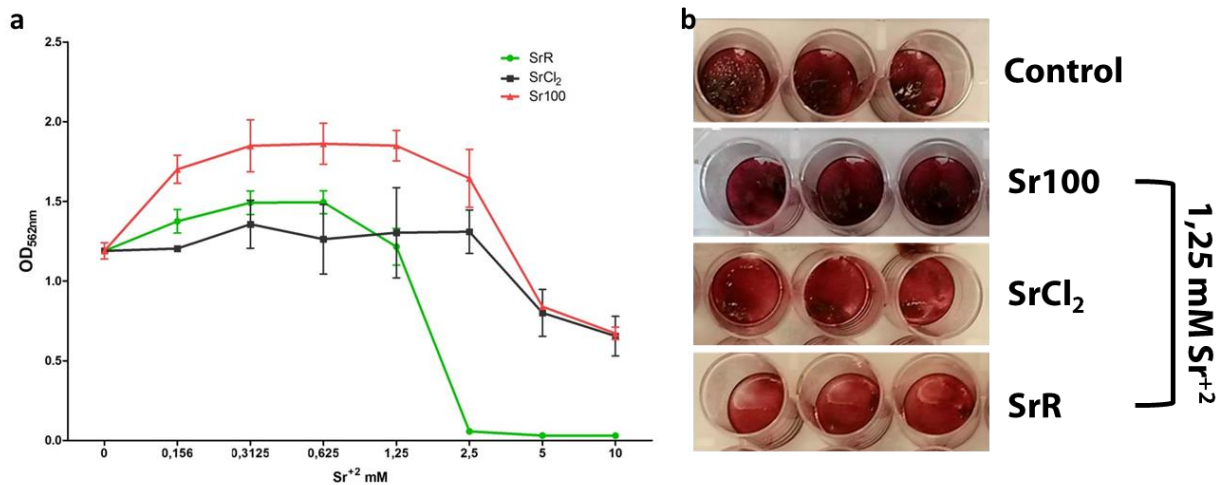 a
2.5
2.0
1.5
1.0
0.5
0.0
OD562nm
SrR
SrCl2
Sr100
0 0,156 0,3125 0,625 1,25 2,5 5 10
Sr+2 mM
b
Control
Sr100
SrCl2
SrR
1,25 mM Sr+2